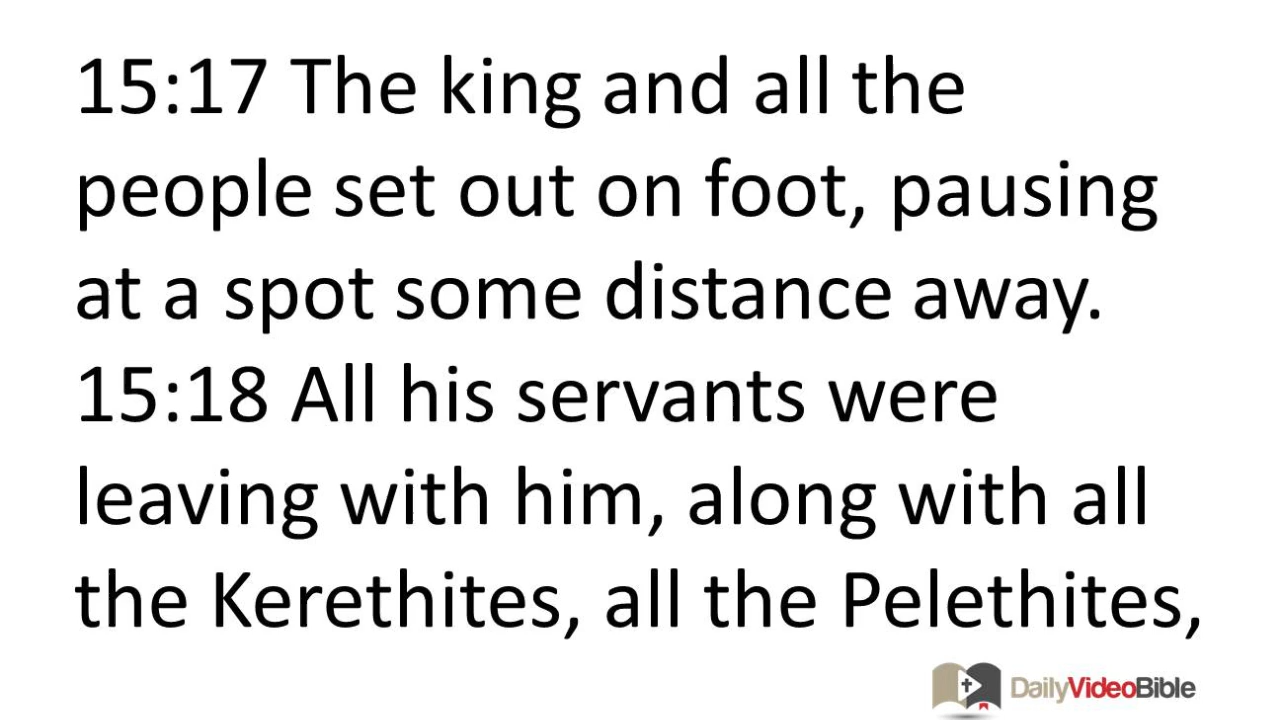 15:17 The king and all the
people set out on foot, pausing
at a spot some distance away.
15:18 All his servants were
leaving with him, along with all
the Kerethites, all the Pelethites,
DailyVideoBible